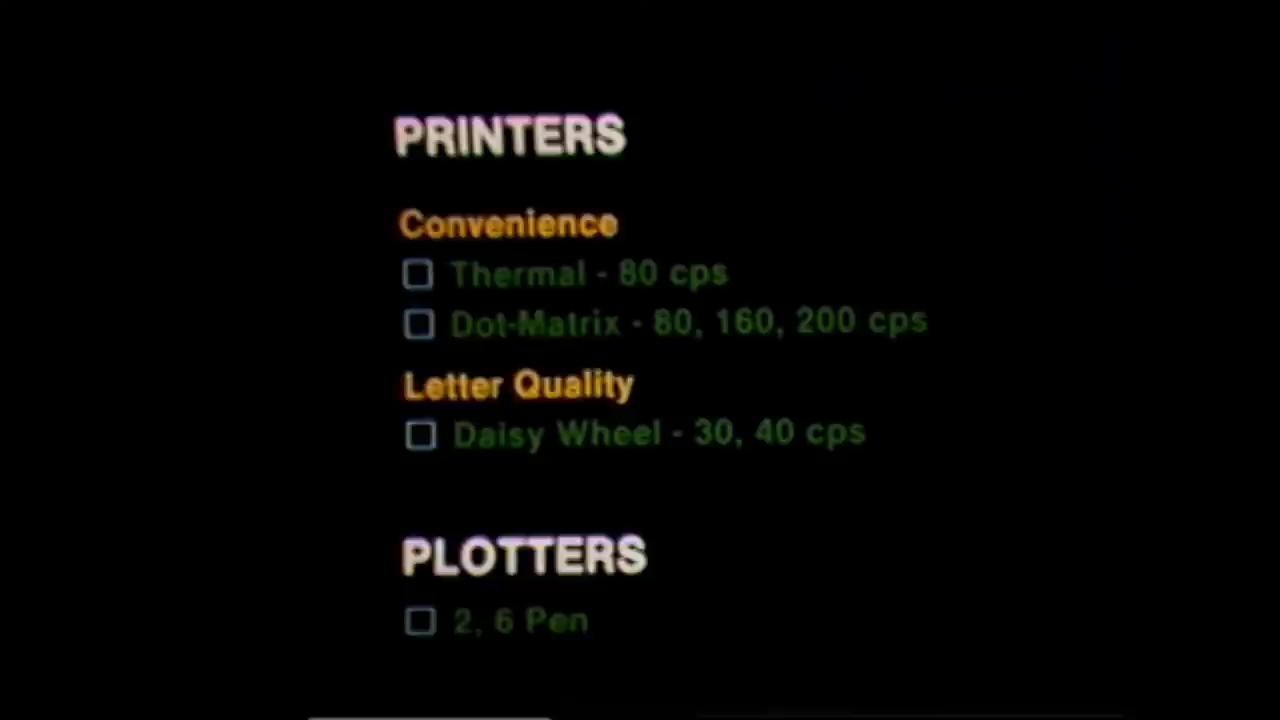 PRINTERS
Convenience
Thermal - 80 cps
Dot-Matrix - 80, 160, 200 cps
Letter Quality
Daisy Wheel - 30, 40 cps
PLOTTERS
2, 6 Pen